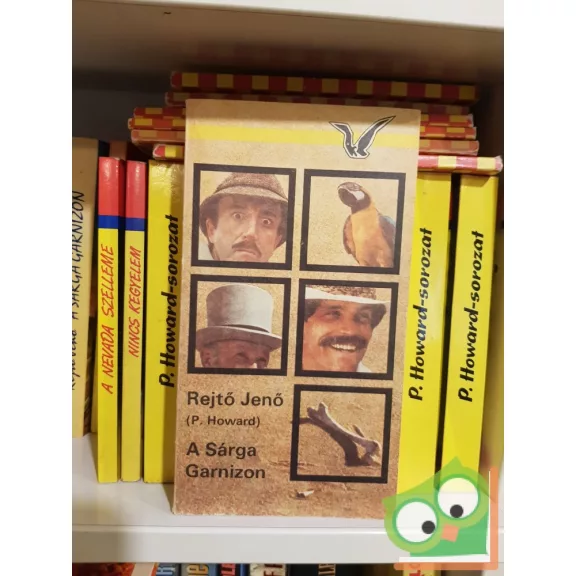 A SÁRGA GARNIZON
A NEVADA SZELLEME
NINCS KEGYELEM
P. Howard-sorozat
Rejtő Jenő
(P. Howard)
A Sárga
Garnizon
P. Howard-sorozat
P. Howard-sorozat